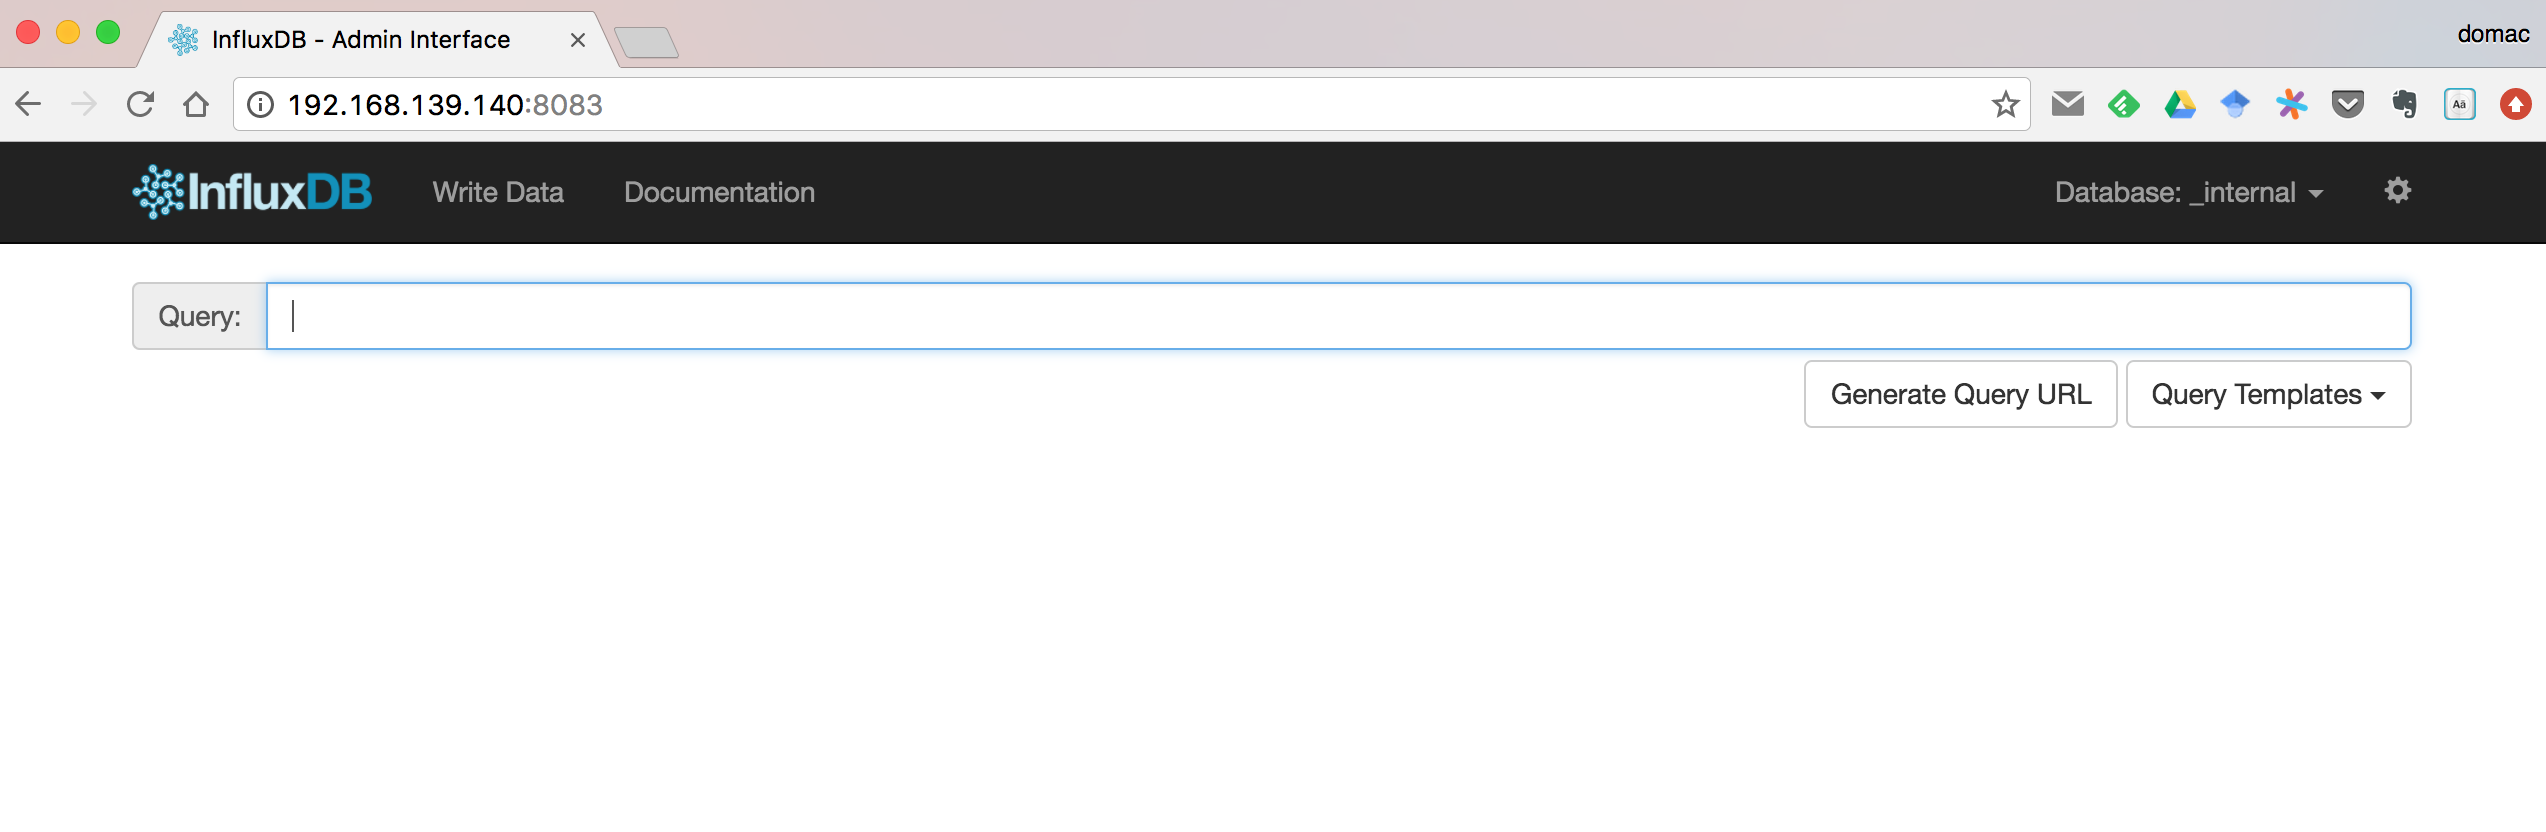 InfluxDB - Admin Interface
domac
192.168.139.140:8083
Aä
InfluxDB Write Data Documentation Database: _internal
Query:
Generate Query URL Query Templates